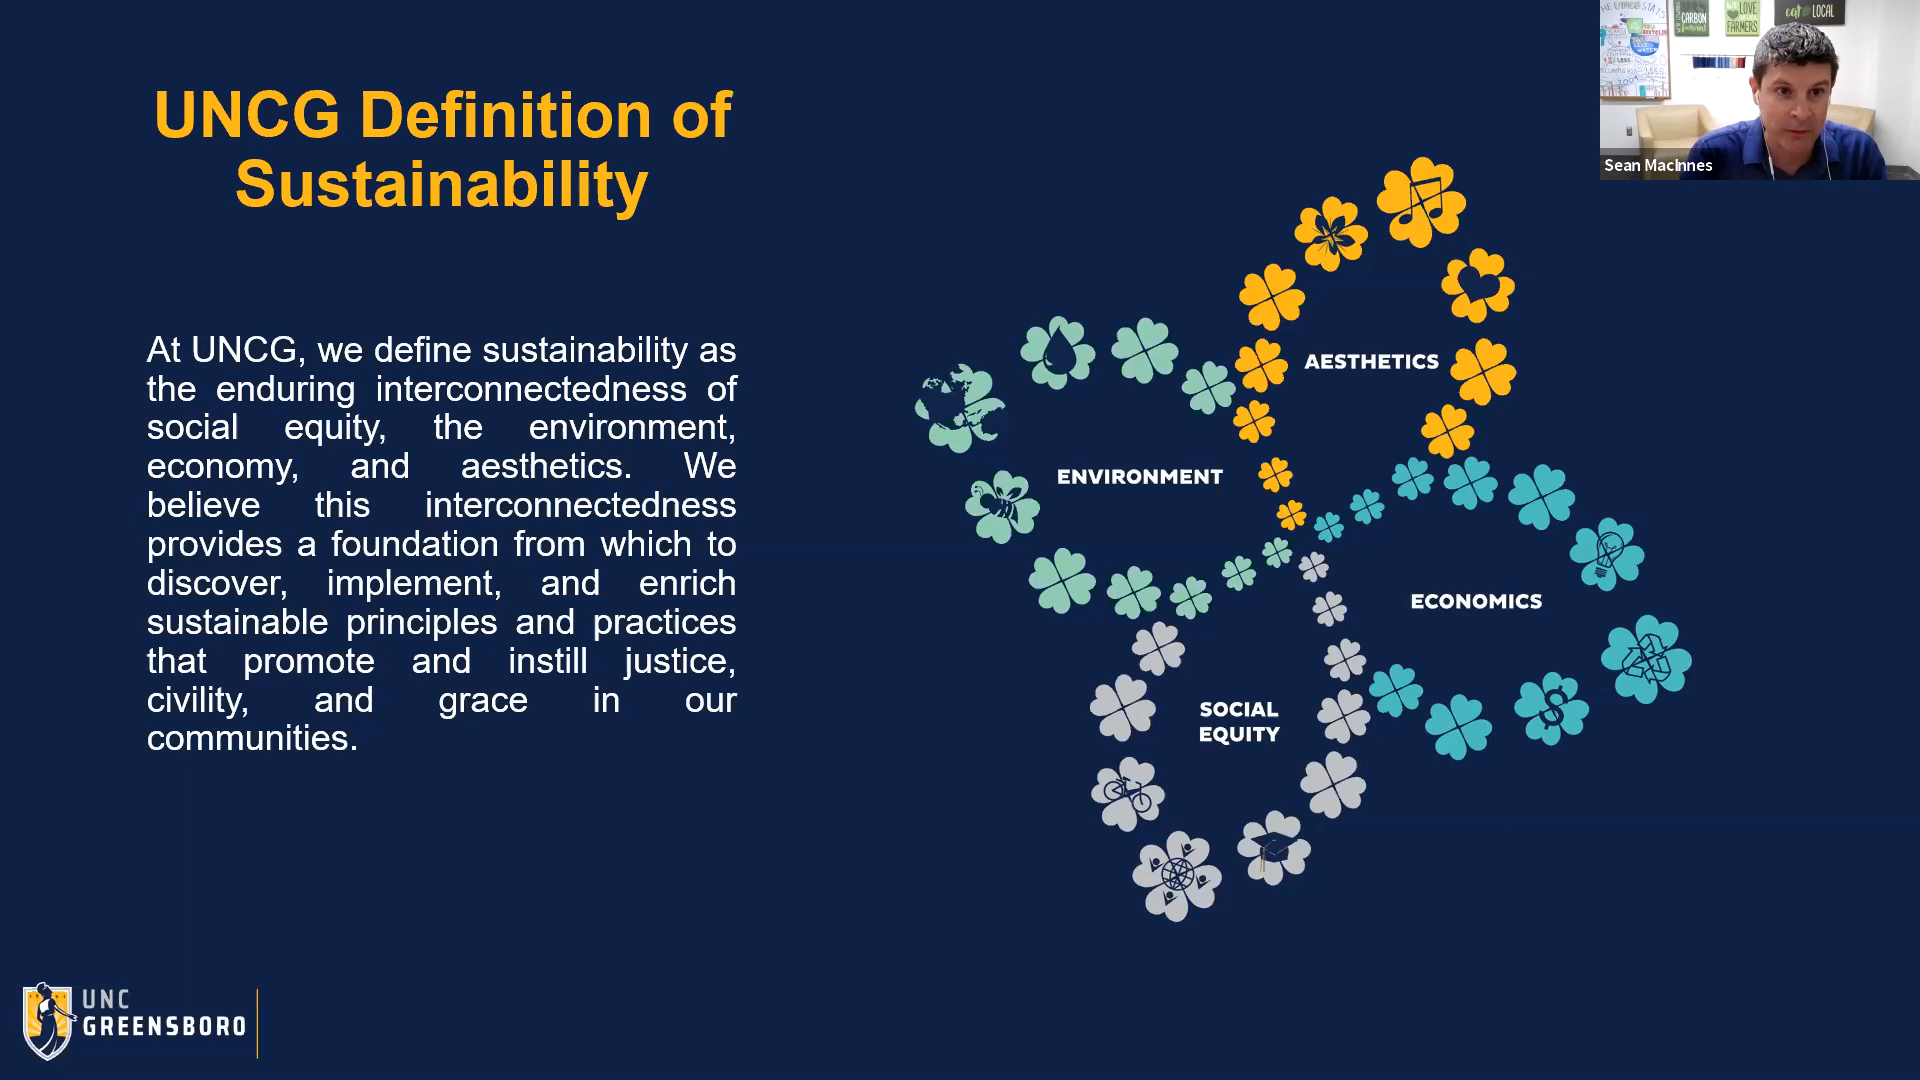 UNCG Definition of
Sustainability
At UNCG, we define sustainability as
the enduring interconnectedness of
social equity, the environment,
economy, and aesthetics. We
believe this interconnectedness
provides a foundation from which to
discover, implement, and enrich
sustainable principles and practices
that promote and instill justice,
civility, and grace in our
communities.
AESTHETICS
ENVIRONMENT
ECONOMICS
SOCIAL
EQUITY
$
UNC
GREENSBORO
CARBON
LOVE
FARMERS
eat LOCAL
Sean MacInnes